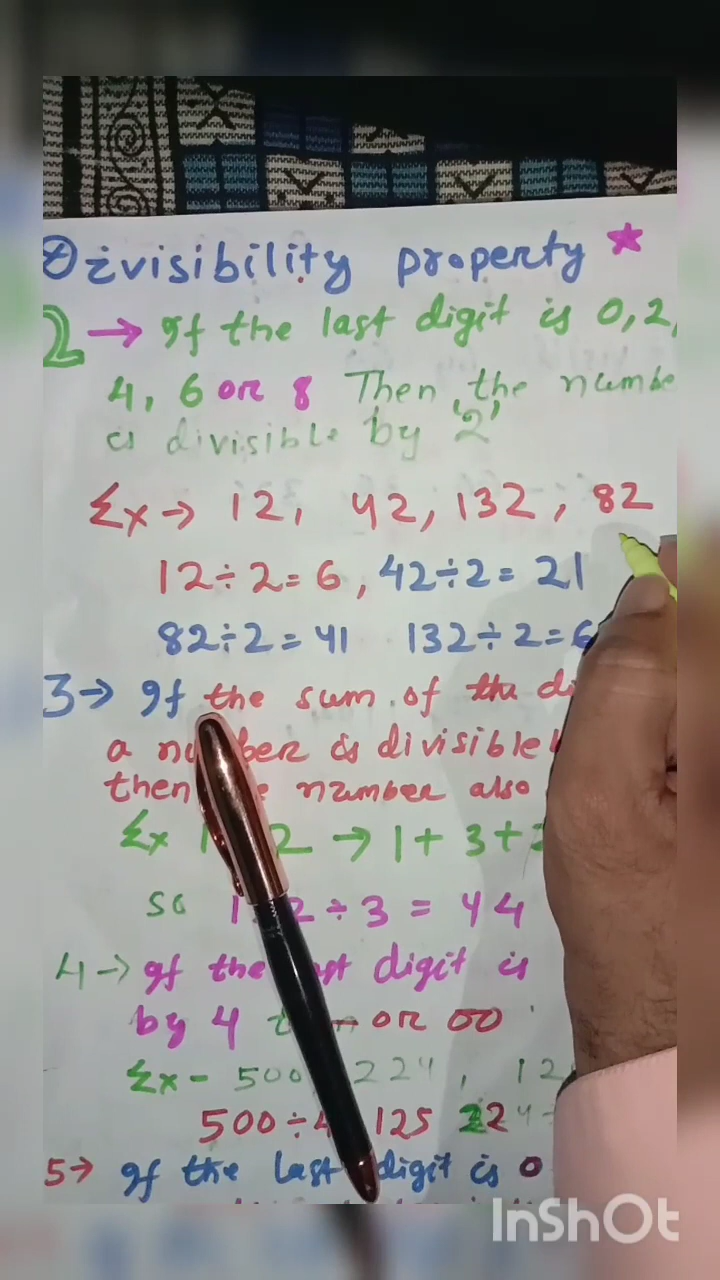 Divisibility property
2 → If the last digit is 0, 2,
4, 6 or 8 Then, the numbe
is divisible by '2'
Ex → 12, 42, 132, 82
12 ÷ 2 = 6, 42 ÷ 2 = 21
82 ÷ 2 = 41 132 ÷ 2 = 6
3 → If the sum of the di
a divisible
then number also
Ex → 1 + 3 +
so ÷ 3 = 44
4 → If the digit is
by 4 or 00
Ex - 500 224, 12
500 ÷ 4 125
5 → If the last digit is 0
InShOt